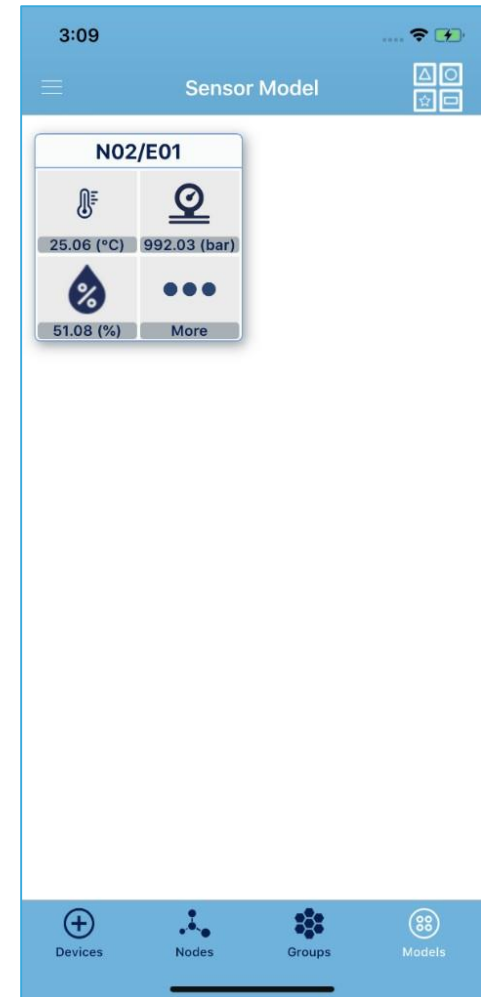 3:09
Sensor Model
N02/E01
25.06 (°C) 992.03 (bar)
51.08 (%) More
Devices Nodes Groups Models